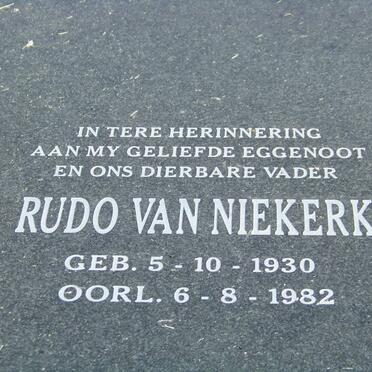 IN TERE HERINNERING
AAN MY GELIEFDE EGGENOOT
EN ONS DIERBARE VADER
RUDO VAN NIEKERK
GEB. 5 - 10 - 1930
OORL. 6 - 8 - 1982